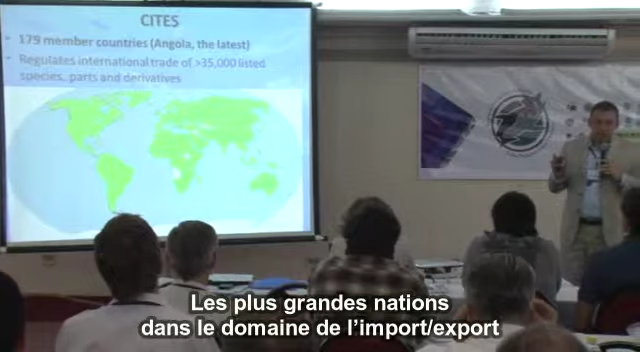 CITES
• 179 member countries (Angola, the latest)
• Regulates international trade of >35,000 listed
species, parts and derivatives
Les plus grandes nations
dans le domaine de l'import/export